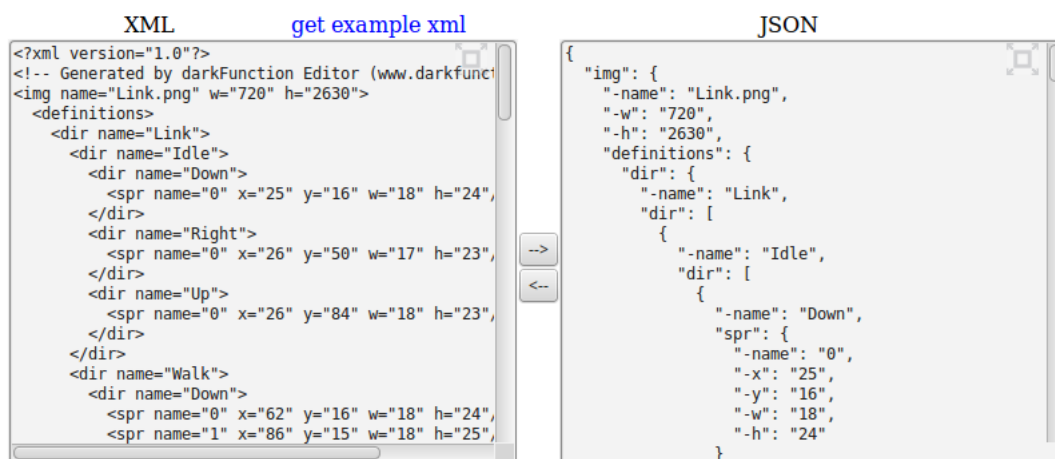 XML
get example xml
<?xml version="1.0"?>
<!-- Generated by darkFunction Editor (www.darkfunct
<img name="Link.png" w="720" h="2630">
<definitions>
<dir name="Link">
<dir name="Idle">
<dir name="Down">
<spr name="0" x="25" y="16" w="18" h="24"/
</dir>
<dir name="Right">
<spr name="0" x="26" y="50" w="17" h="23"/
</dir>
<dir name="Up">
<spr name="0" x="26" y="84" w="18" h="23"/
</dir>
</dir>
<dir name="Walk">
<dir name="Down">
<spr name="0" x="62" y="16" w="18" h="24"/
<spr name="1" x="86" y="15" w="18" h="25"/
-->
<--
JSON
{
"img": {
"-name": "Link.png",
"-w": "720",
"-h": "2630",
"definitions": {
"dir": {
"-name": "Link",
"dir": [
{
"-name": "Idle",
"dir": [
{
"-name": "Down",
"spr": {
"-name": "0",
"-x": "25",
"-y": "16",
"-w": "18",
"-h": "24"
}